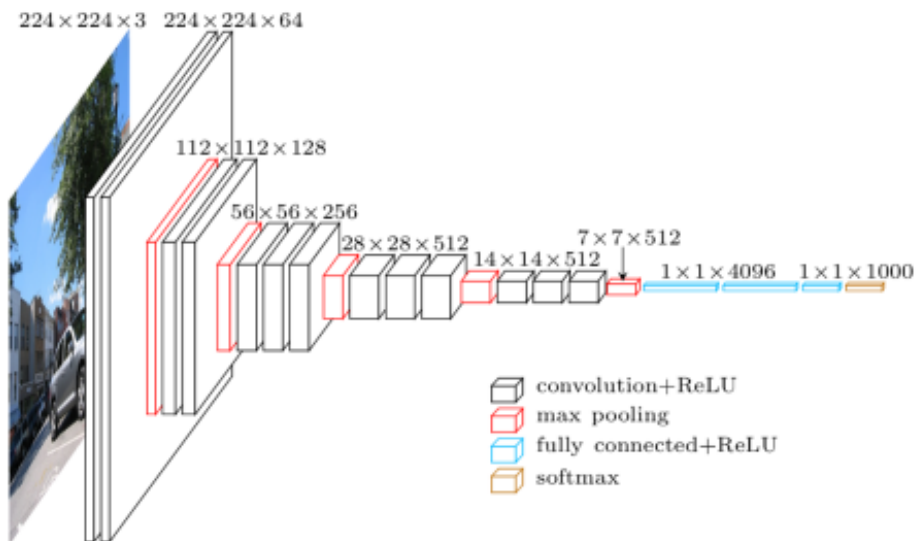 224×224×3
224×224×64
112×112×128
56×56×256
28×28×512
14×14×512
7×7×512
1×1×4096
1×1×1000
convolution+ReLU
max pooling
fully connected+ReLU
softmax